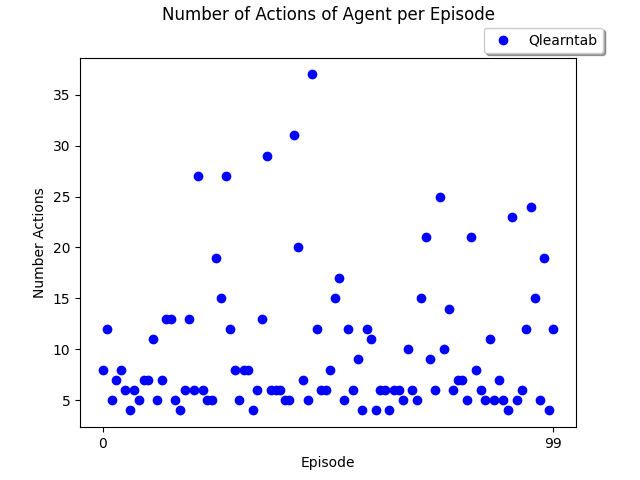 Number of Actions of Agent per Episode
Qlearntab
35
30
25
20
15
10
5
Number Actions
0
99
Episode